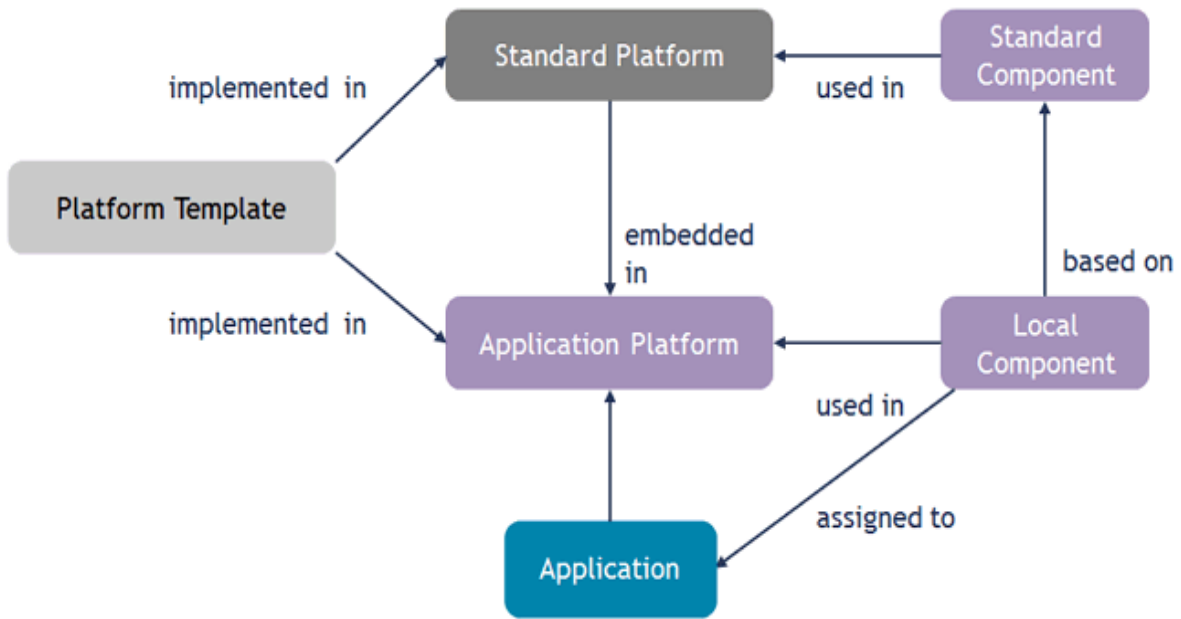 Standard Platform
Standard
Component
implemented in
used in
Platform Template
embedded
in
based on
implemented in
Application Platform
Local
Component
used in
assigned to
Application